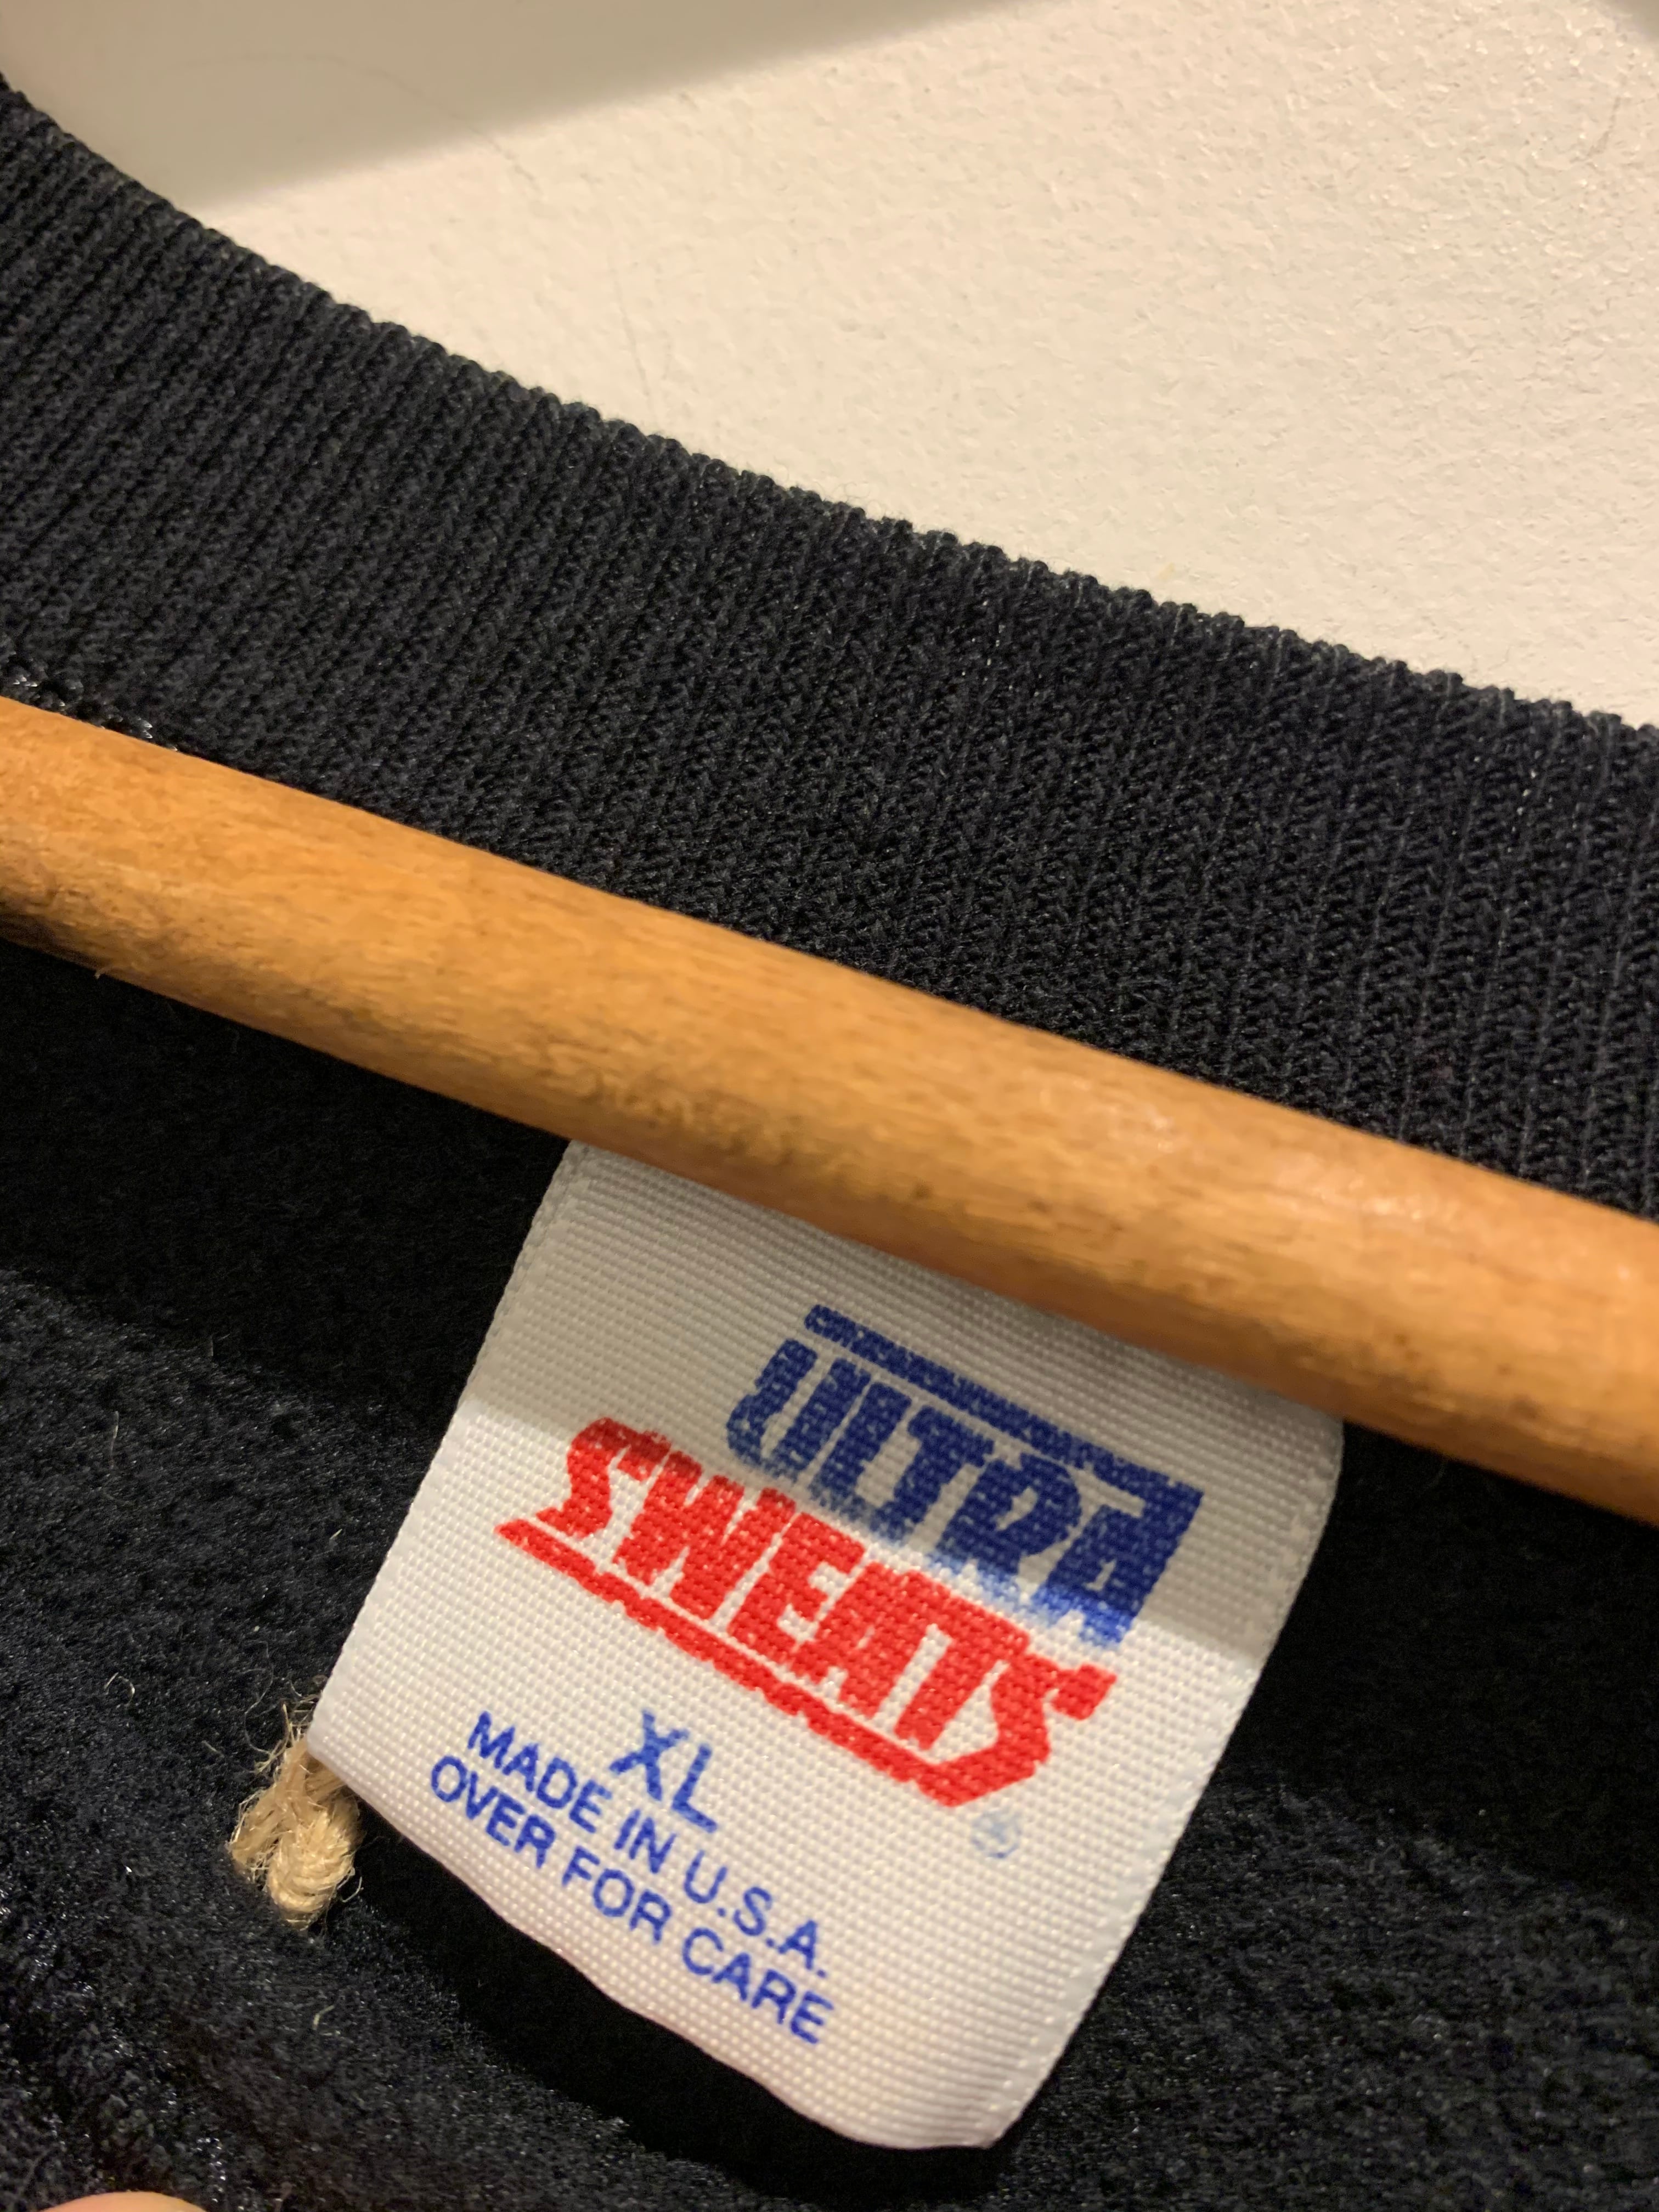 ULTRA
SWEATS®
XL
MADE IN U.S.A.
OVER FOR CARE